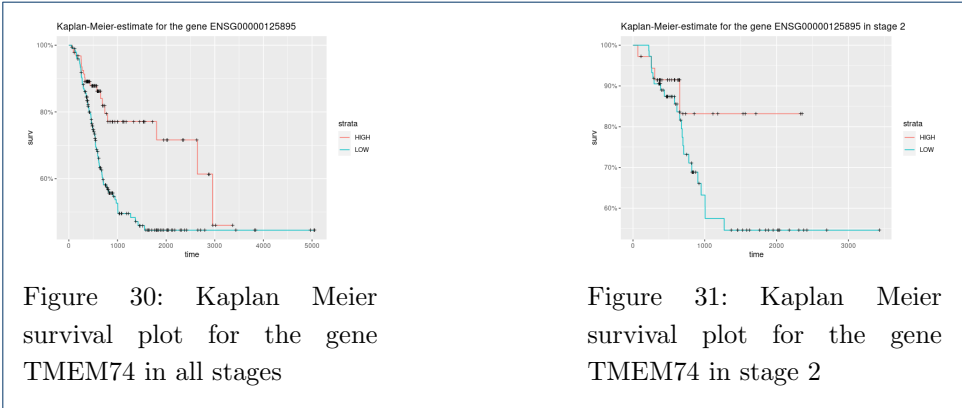 Kaplan-Meier-estimate for the gene ENSG00000125895
100%
80%
60%
surv
0 1000 2000 3000 4000 5000
time
strata
HIGH
LOW
Figure 30: Kaplan Meier
survival plot for the gene
TMEM74 in all stages
Kaplan-Meier-estimate for the gene ENSG00000125895 in stage 2
100%
90%
80%
70%
60%
surv
0 1000 2000 3000
time
strata
HIGH
LOW
Figure 31: Kaplan Meier
survival plot for the gene
TMEM74 in stage 2